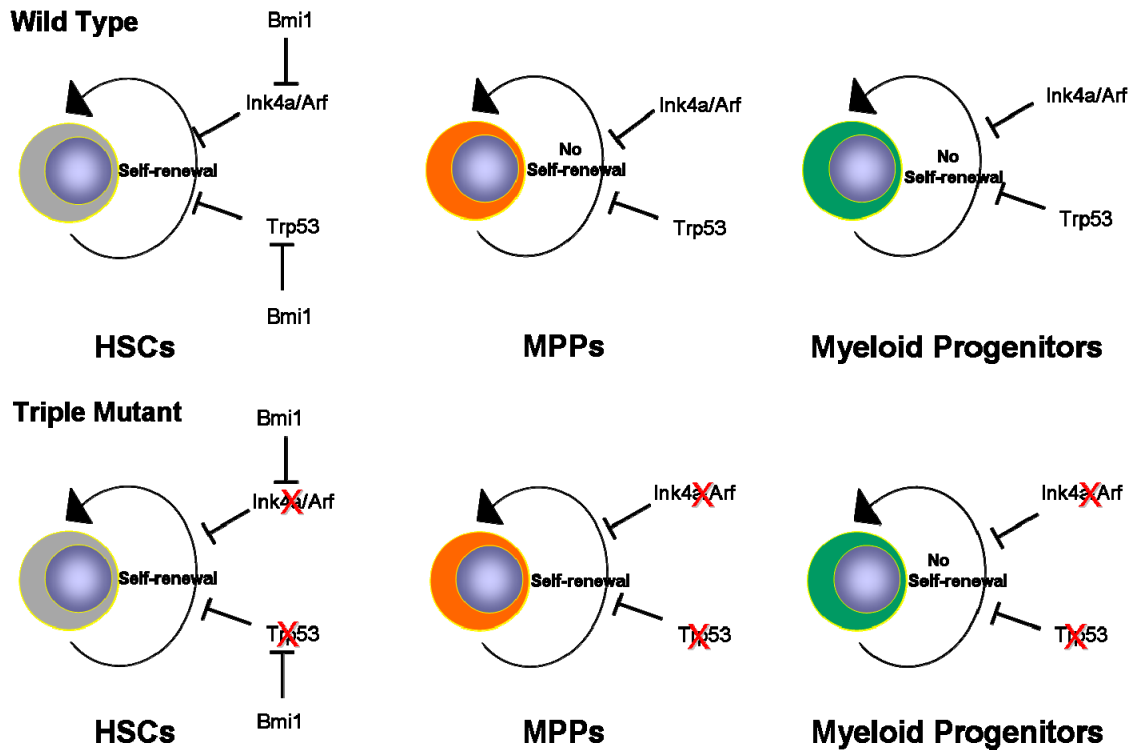 Wild Type
Bmi1
Ink4a/Arf
Self-renewal
Trp53
Bmi1
HSCs
Ink4a/Arf
No
Self-renewal
Trp53
MPPs
Ink4a/Arf
No
Self-renewal
Trp53
Myeloid Progenitors
Triple Mutant
Bmi1
Ink4a/Arf
X
Self-renewal
Trp53
X
Bmi1
HSCs
Ink4a/Arf
X
Self-renewal
Trp53
X
MPPs
Ink4a/Arf
X
No
Self-renewal
Trp53
X
Myeloid Progenitors